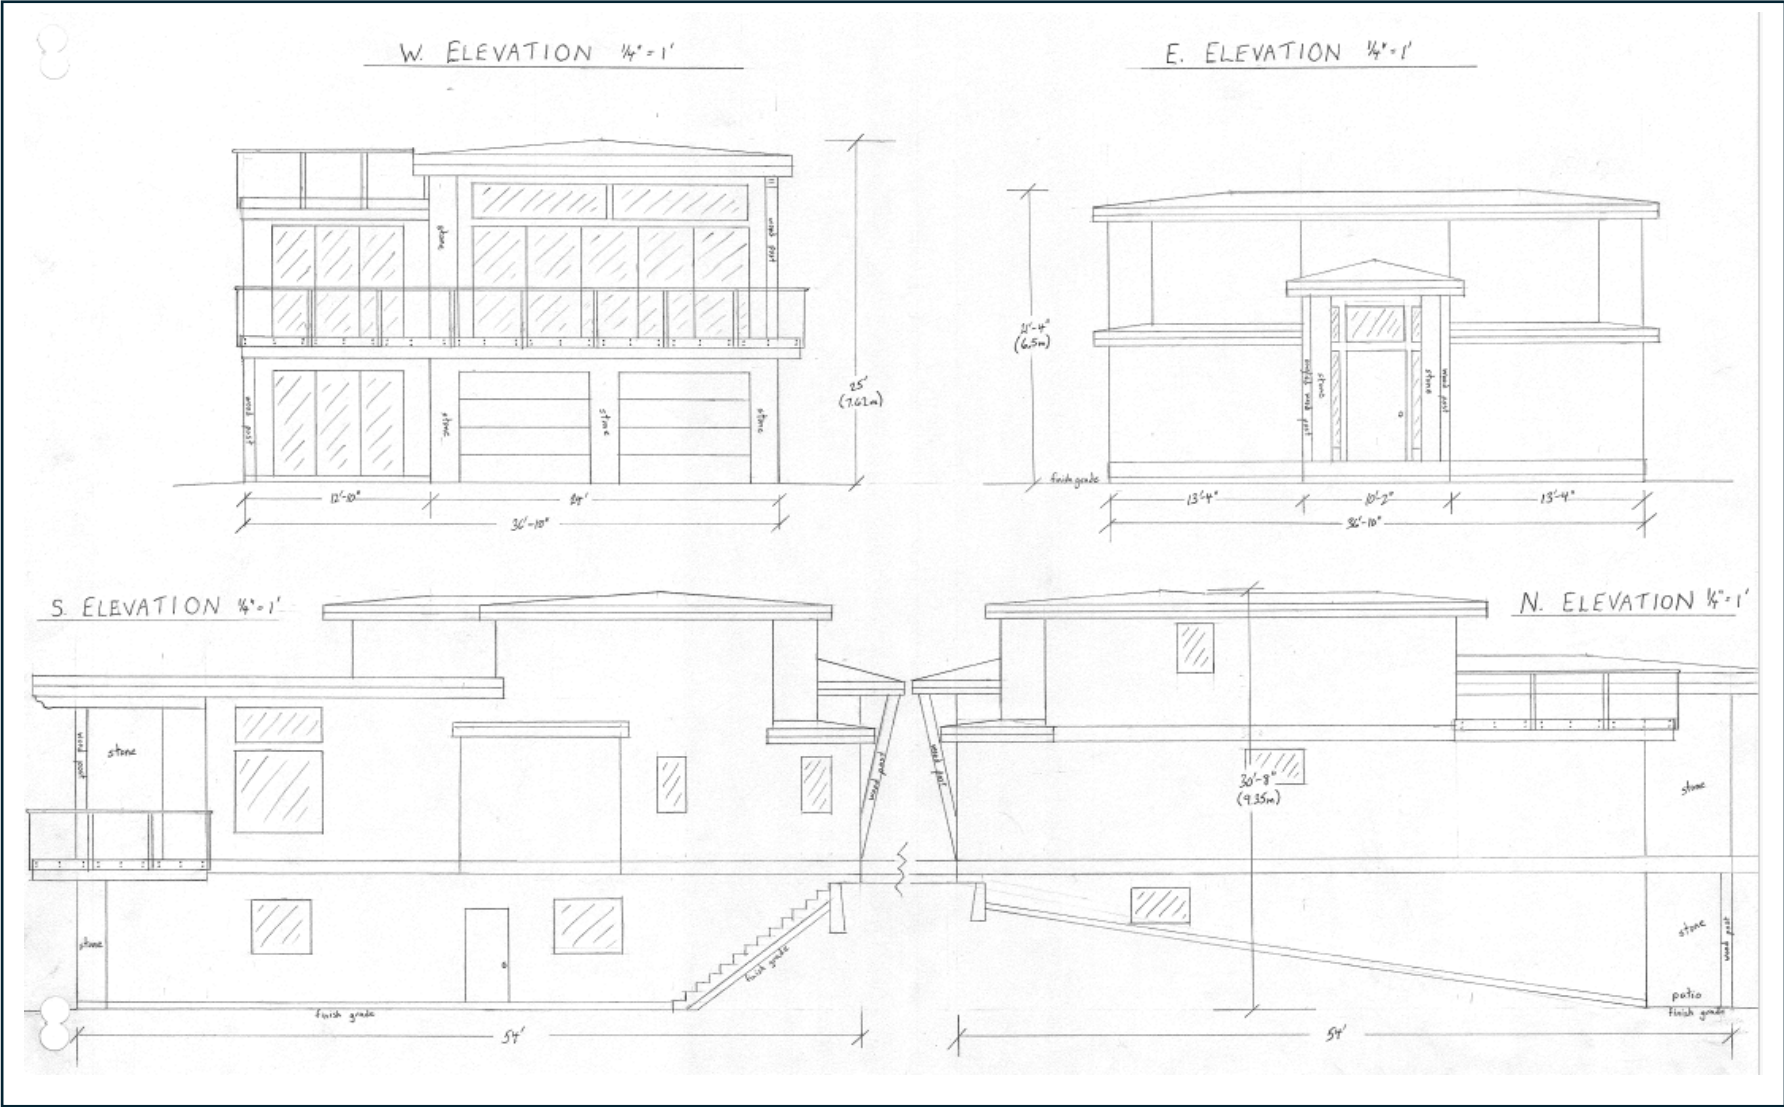 W. ELEVATION 1/4" = 1'
E. ELEVATION 1/4" = 1'
stone
wood post
wood post
stone
stone
stone
25'
(7.62m)
12'-10"
24'
36'-10"
21'-4"
(6.5m)
wood post
stone
stone
wood post
finish grade
13'-4"
10'-2"
13'-4"
36'-10"
S. ELEVATION 1/4" = 1'
N. ELEVATION 1/4" = 1'
wood post
stone
wood post
stone
finish grade
finish grade
54'
wood post
30'-8"
(9.35m)
stone
stone
wood post
patio
finish grade
54'